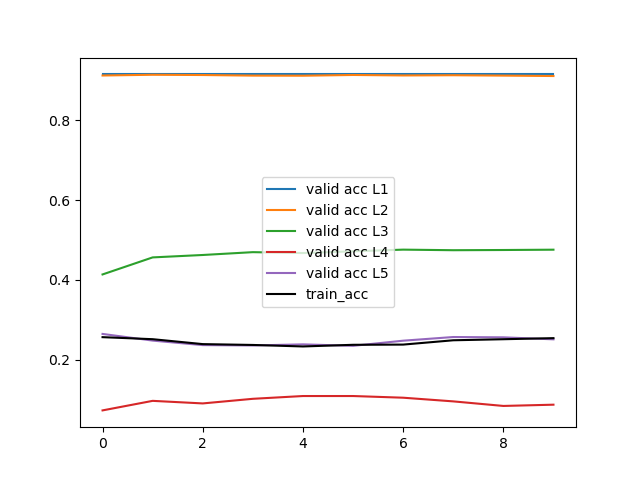 0.8
0.6
0.4
0.2
0 2 4 6 8
valid acc L1
valid acc L2
valid acc L3
valid acc L4
valid acc L5
train_acc